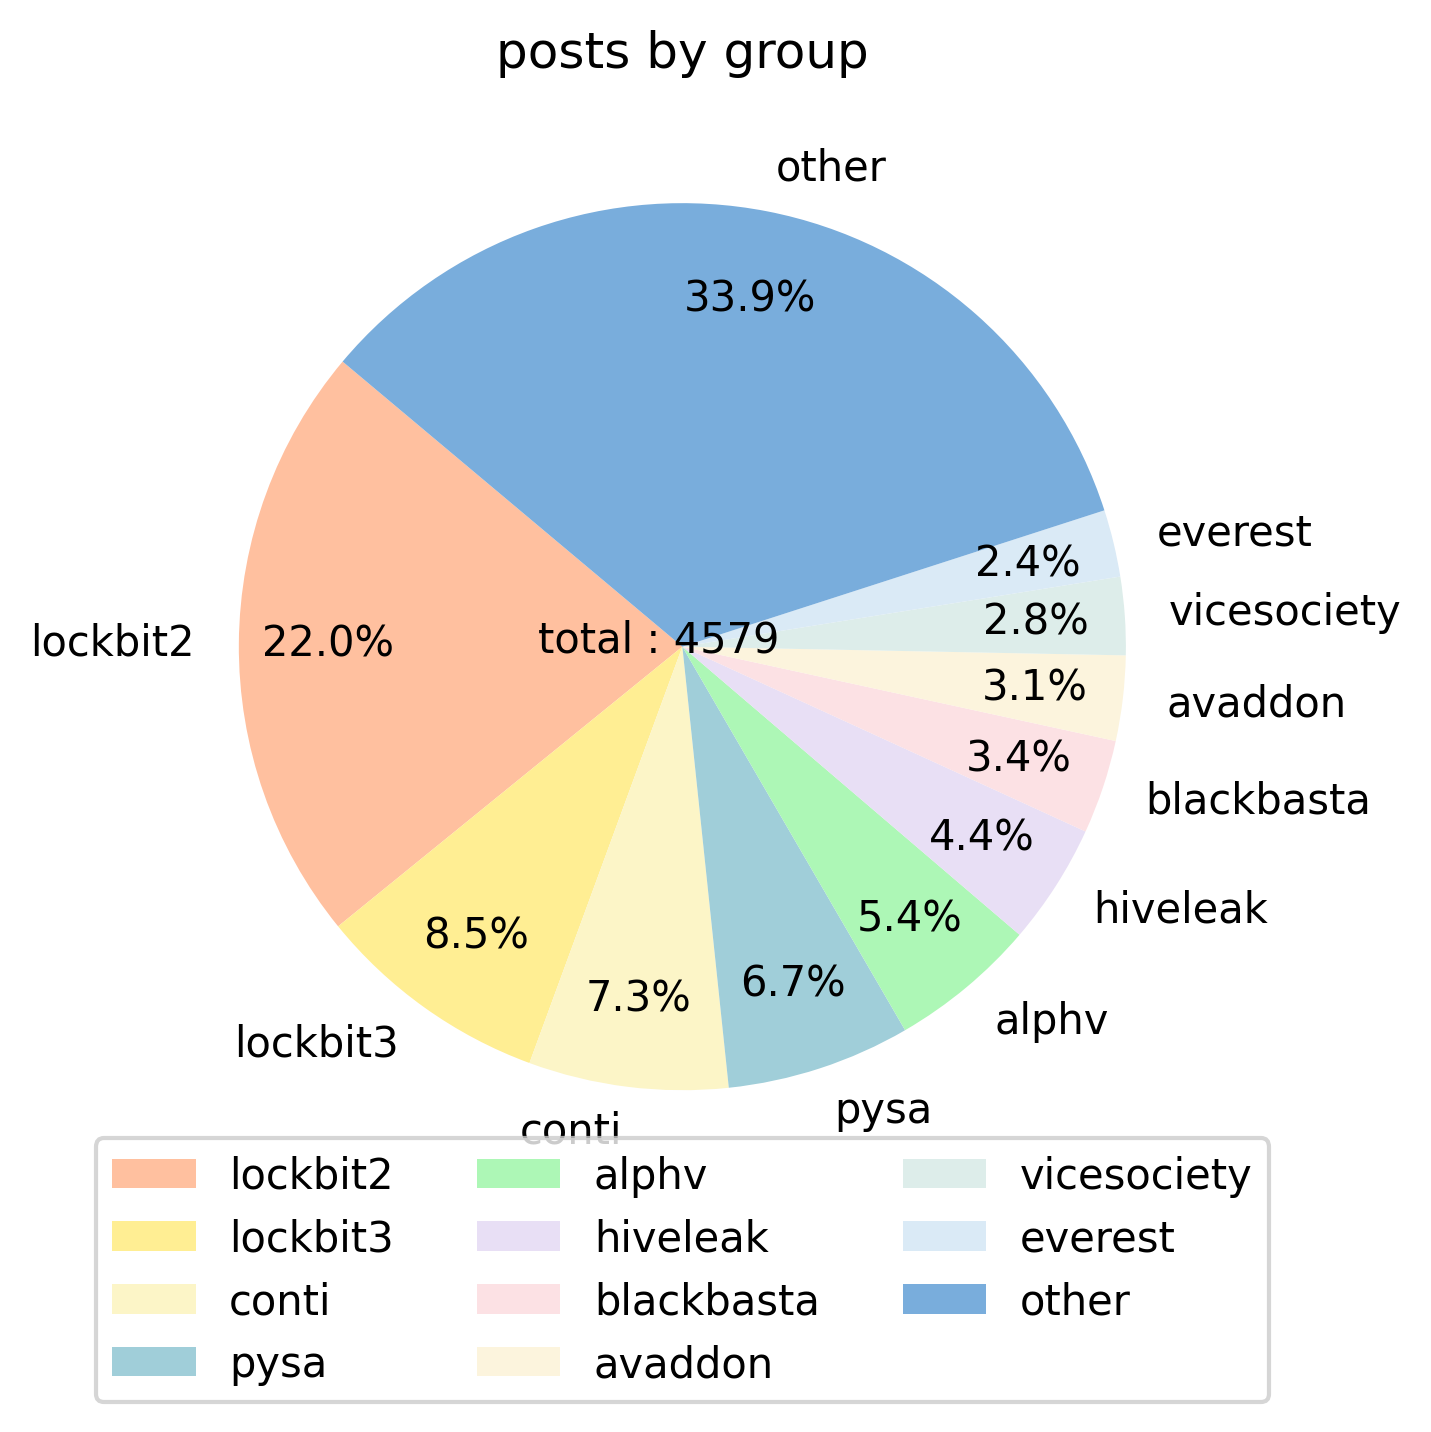 posts by group
other
33.9%
everest
2.4%
vicesociety
2.8%
lockbit2
22.0%
total : 4579
avaddon
3.1%
blackbasta
3.4%
hiveleak
4.4%
alphv
5.4%
lockbit3
8.5%
conti
7.3%
pysa
6.7%
lockbit2
lockbit3
conti
pysa
alphv
hiveleak
blackbasta
avaddon
vicesociety
everest
other